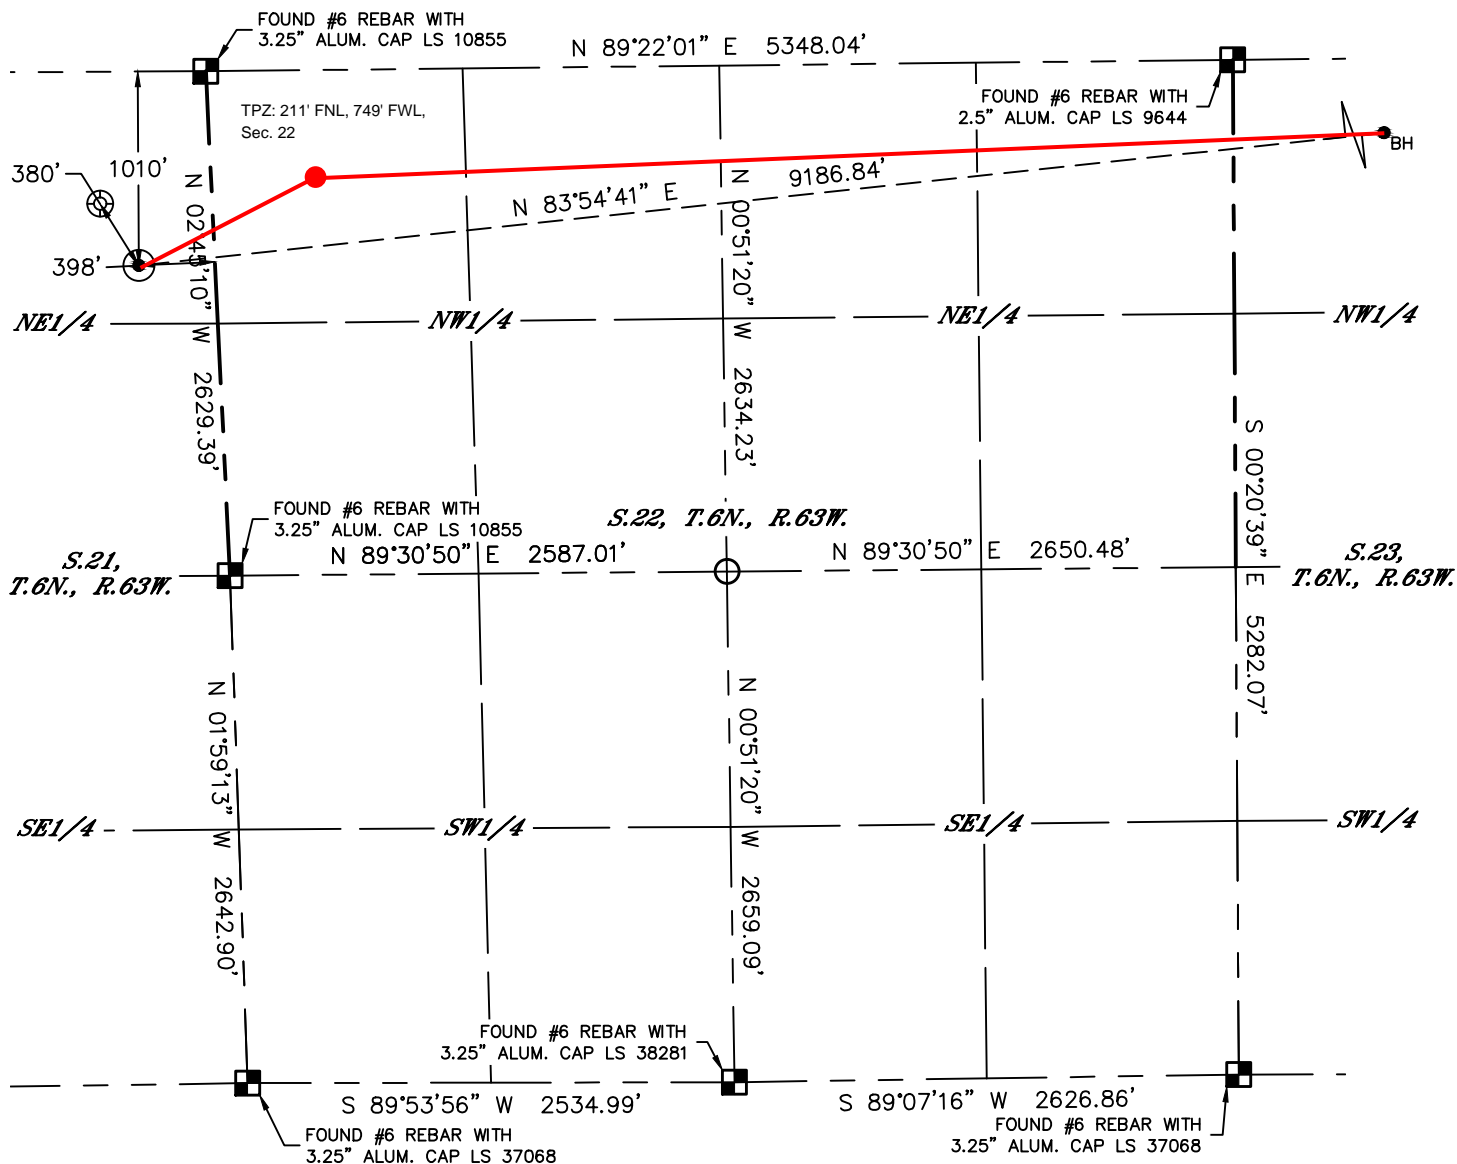 FOUND #6 REBAR WITH
3.25" ALUM. CAP LS 10855
N 89°22'01" E 5348.04'
TPZ: 211' FNL, 749' FWL,
Sec. 22
FOUND #6 REBAR WITH
2.5" ALUM. CAP LS 9644
BH
380'
1010'
398'
N 83°54'41" E 9186.84'
N 02°45'10" W 2629.39'
N 00°51'20" W 2634.23'
NE1/4
NW1/4
NE1/4
NW1/4
S 00°20'39" E 5282.07'
FOUND #6 REBAR WITH
3.25" ALUM. CAP LS 10855
S.22, T.6N., R.63W.
N 89°30'50" E 2587.01'
N 89°30'50" E 2650.48'
S.21,
T.6N., R.63W.
S.23,
T.6N., R.63W.
N 01°59'13" W 2642.90'
N 00°51'20" W 2659.09'
SE1/4
SW1/4
SE1/4
SW1/4
FOUND #6 REBAR WITH
3.25" ALUM. CAP LS 38281
S 89°53'56" W 2534.99'
S 89°07'16" W 2626.86'
FOUND #6 REBAR WITH
3.25" ALUM. CAP LS 37068
FOUND #6 REBAR WITH
3.25" ALUM. CAP LS 37068